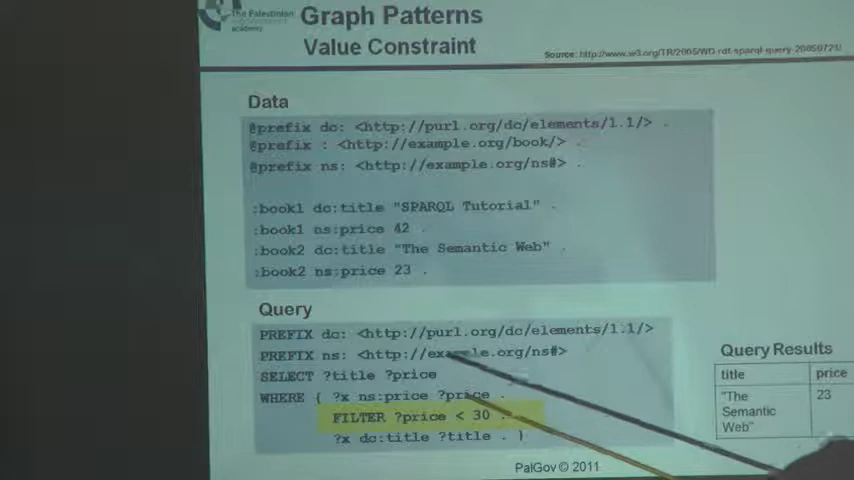 The Palestinian
academy
Graph Patterns
Value Constraint
Source: http://www.w3.org/TR/2005/WD-rdf-sparql-query-20050721/
Data
@prefix dc: <http://purl.org/dc/elements/1.1/> .
@prefix : <http://example.org/book/> .
@prefix ns: <http://example.org/ns#> .
:book1 dc:title "SPARQL Tutorial" .
:book1 ns:price 42 .
:book2 dc:title "The Semantic Web" .
:book2 ns:price 23 .
Query
PREFIX dc: <http://purl.org/dc/elements/1.1/>
PREFIX ns: <http://example.org/ns#>
SELECT ?title ?price
WHERE { ?x ns:price ?price .
FILTER ?price < 30 .
?x dc:title ?title . }
Query Results
title price
"The 23
Semantic
Web"
PalGov © 2011